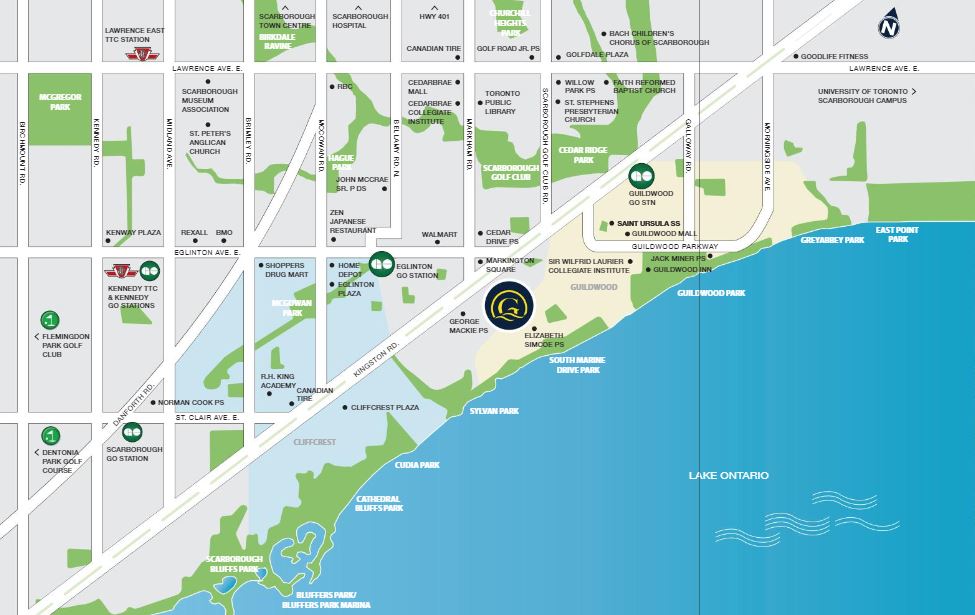 SCARBOROUGH
TOWN CENTRE
BIRKDALE
RAVINE
SCARBOROUGH
HOSPITAL
HWY 401
CHURCHILL
HEIGHTS
PARK
BACH CHILDREN'S
CHORUS OF SCARBOROUGH
N
LAWRENCE EAST
TTC STATION
CANADIAN TIRE
GOLF ROAD JR. PS
GOLFDALE PLAZA
GOODLIFE FITNESS
LAWRENCE AVE. E.
LAWRENCE AVE. E.
MCGREGOR
PARK
SCARBOROUGH
MUSEUM
ASSOCIATION
ST. PETER'S
ANGLICAN
CHURCH
RBC
CEDARBRAE
MALL
CEDARBRAE
COLLEGIATE
INSTITUTE
TORONTO
PUBLIC
LIBRARY
WILLOW
PARK PS
FAITH REFORMED
BAPTIST CHURCH
ST. STEPHENS
PRESBYTERIAN
CHURCH
UNIVERSITY OF TORONTO
SCARBOROUGH CAMPUS
BIRCHMOUNT RD.
KENNEDY RD.
MIDLAND AVE.
BRIMLEY RD.
MCCOWAN RD.
BELLAMY RD. N.
MARKHAM RD.
SCARBOROUGH GOLF CLUB RD.
GALLOWAY RD.
MORNINGSIDE AVE.
HAGUE
PARK
JOHN MCCRAE
SR. P DS
SCARBOROUGH
GOLF CLUB
CEDAR RIDGE
PARK
GO
GUILDWOOD
GO STN
ZEN
JAPANESE
RESTAURANT
KENWAY PLAZA
REXALL
BMO
WALMART
CEDAR
DRIVE PS
SAINT URSULA SS
GUILDWOOD MALL
GUILDWOOD PARKWAY
GREYABBEY PARK
EAST POINT
PARK
EGLINTON AVE. E.
GO
KENNEDY TTC
& KENNEDY
GO STATIONS
SHOPPERS
DRUG MART
HOME
DEPOT
EGLINTON
PLAZA
GO
EGLINTON
GO STATION
MARKINGTON
SQUARE
SIR WILFRID LAURIER
COLLEGIATE INSTITUTE
JACK MINER PS
GUILDWOOD INN
GUILDWOOD
GUILDWOOD PARK
MCGOWAN
PARK
G
GEORGE
MACKIE PS
ELIZABETH
SIMCOE PS
FLEMINGDON
PARK GOLF
CLUB
KINGSTON RD.
SOUTH MARINE
DRIVE PARK
R.H. KING
ACADEMY
CANADIAN
TIRE
DANFORTH RD.
NORMAN COOK PS
CLIFFCREST PLAZA
SYLVAN PARK
ST. CLAIR AVE. E.
GO
DENTONIA
PARK GOLF
COURSE
SCARBOROUGH
GO STATION
CLIFFCREST
CUDIA PARK
LAKE ONTARIO
CATHEDRAL
BLUFFS PARK
SCARBOROUGH
BLUFFS PARK
BLUFFERS PARK/
BLUFFERS PARK MARINA